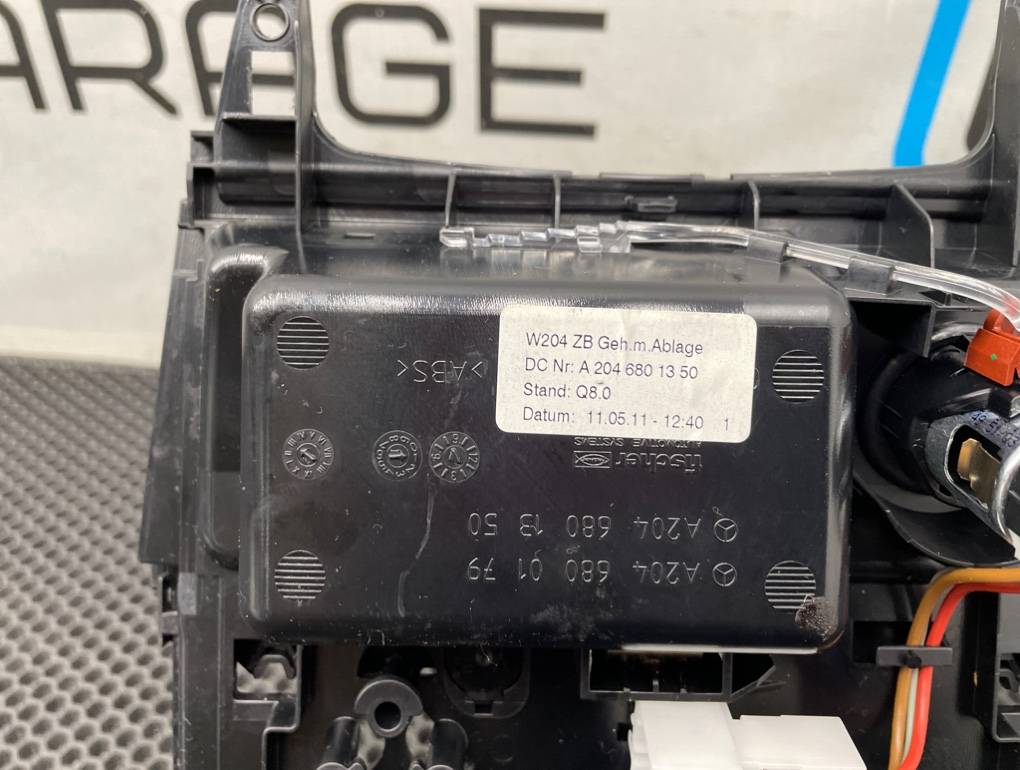 ARAGE
W204 ZB Geh.m.Ablage
DC Nr: A 204 680 13 50
Stand: Q8.0
Datum: 11.05.11 - 12:40 1
>ABS<
fischer
AUTOMOTIVE SYSTEMS
A204 680 13 50
A204 680 01 79